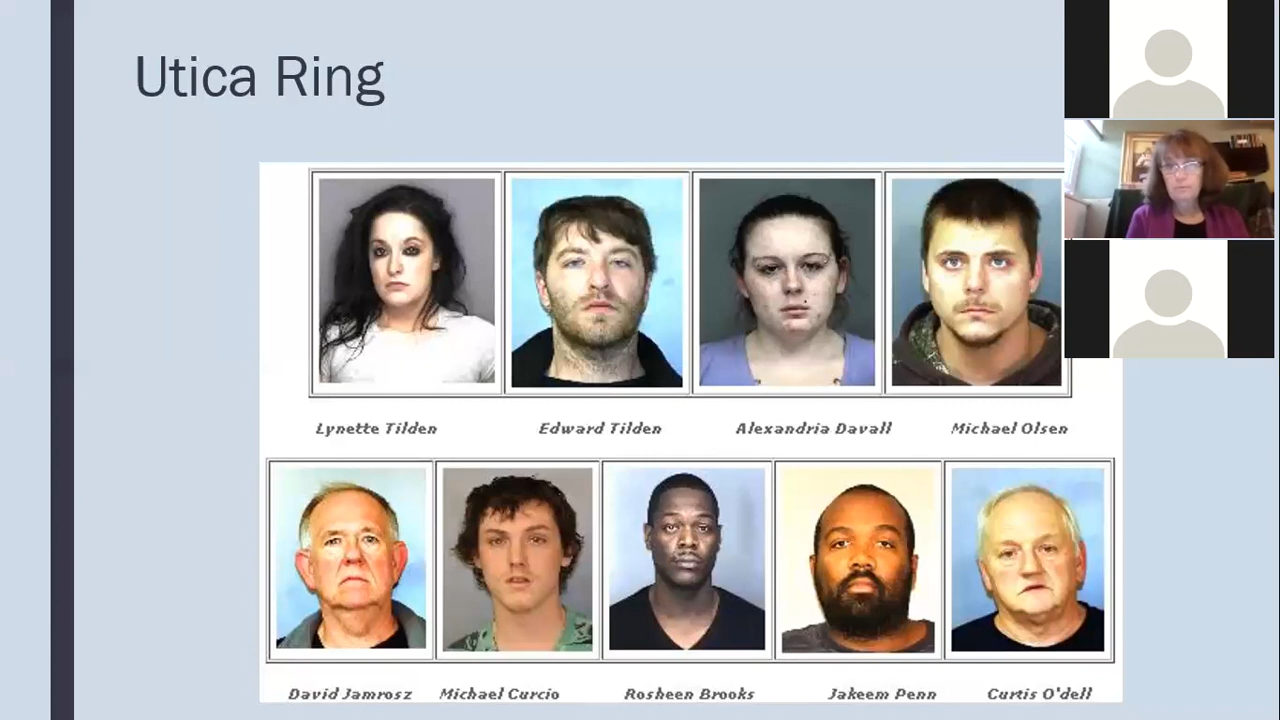 Utica Ring
Lynette Tilden Edward Tilden Alexandria Davall Michael Olsen
David Jamrosz Michael Curcio Rosheen Brooks Jakeem Penn Curtis O'dell